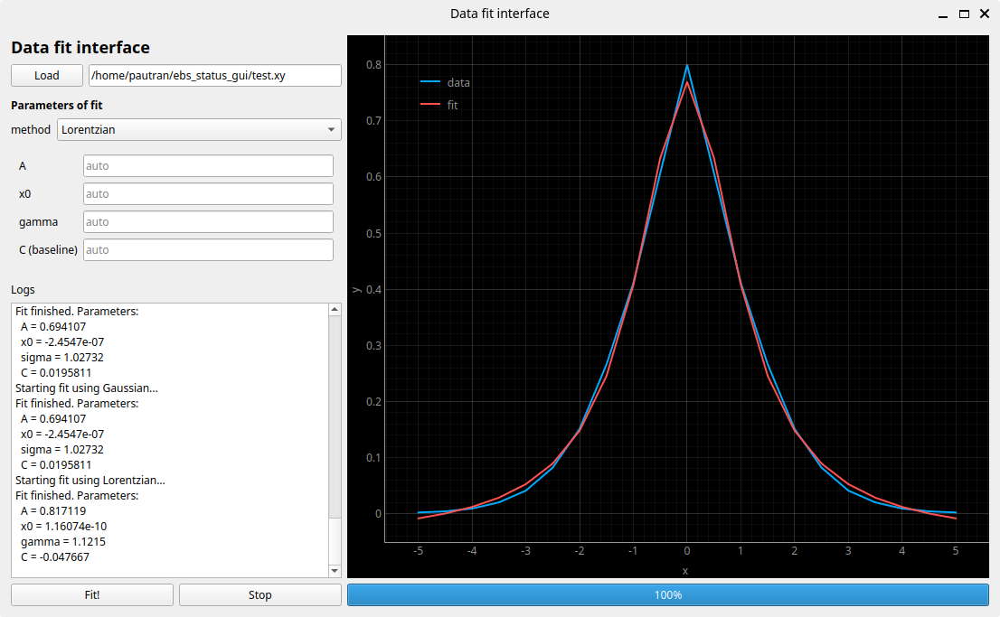 Data fit interface
Data fit interface
Load /home/pautran/ebs_status_gui/test.xy
Parameters of fit
method Lorentzian
A auto
x0 auto
gamma auto
C (baseline) auto
Logs
Fit finished. Parameters:
A = 0.694107
x0 = -2.4547e-07
sigma = 1.02732
C = 0.0195811
Starting fit using Gaussian...
Fit finished. Parameters:
A = 0.694107
x0 = -2.4547e-07
sigma = 1.02732
C = 0.0195811
Starting fit using Lorentzian...
Fit finished. Parameters:
A = 0.817119
x0 = 1.16074e-10
gamma = 1.1215
C = -0.047667
Fit! Stop
data
fit
y
0.8
0.7
0.6
0.5
0.4
0.3
0.2
0.1
0
-5 -4 -3 -2 -1 0 1 2 3 4 5
x
100%